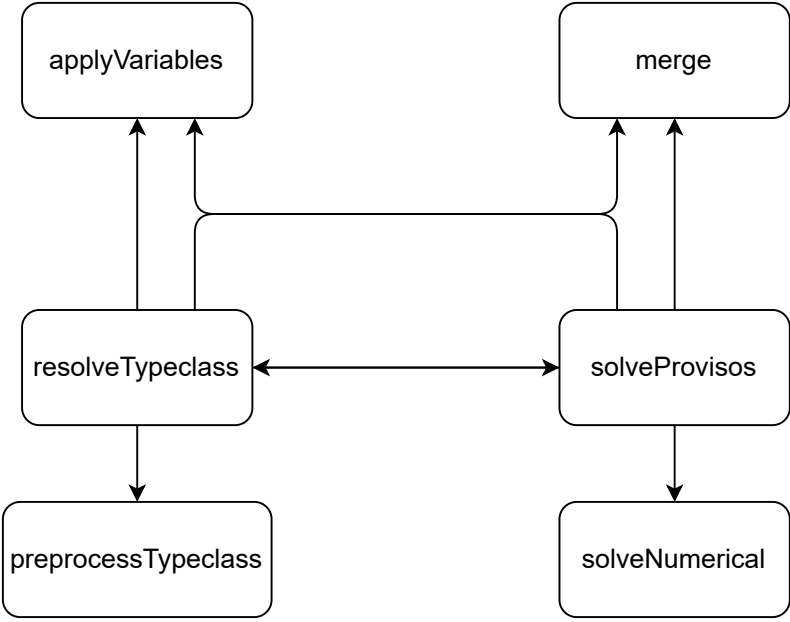 applyVariables
merge
resolveTypeclass
solveProvisos
preprocessTypeclass
solveNumerical